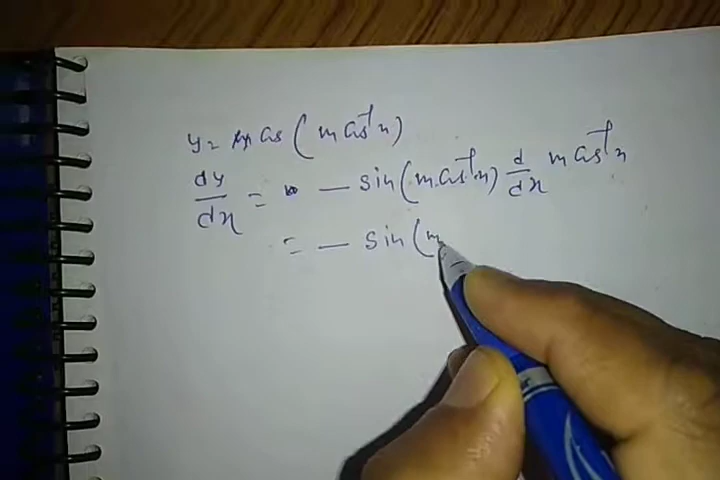 y = cos (m cos⁻¹x)
dy/dx = - sin(m cos⁻¹x) d/dx m cos⁻¹x
= - sin(m